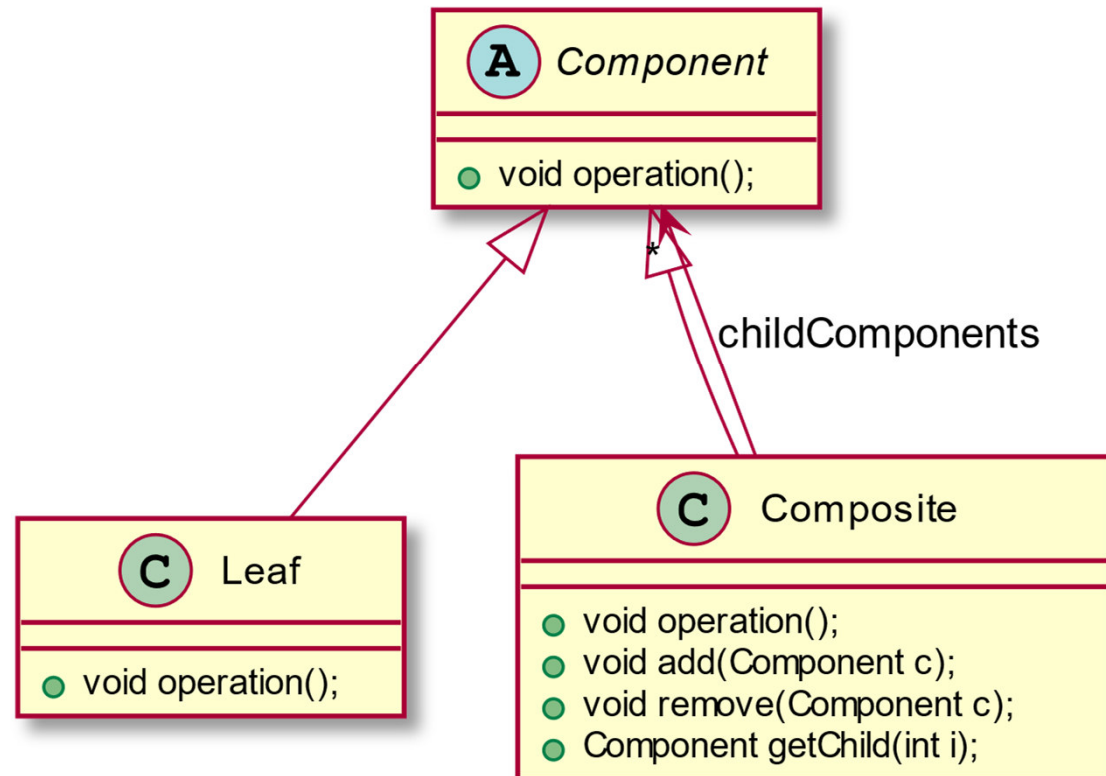 A Component
void operation();
*
childComponents
C Leaf
void operation();
C Composite
void operation();
void add(Component c);
void remove(Component c);
Component getChild(int i);